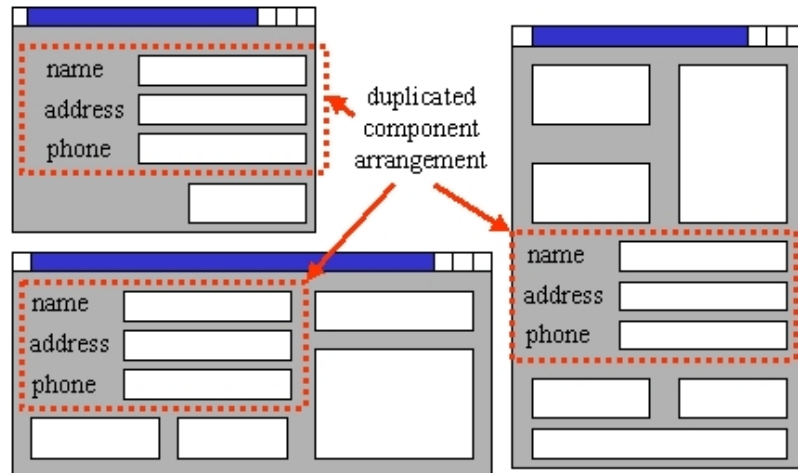 name
address
phone
duplicated
component
arrangement
name
address
phone
name
address
phone